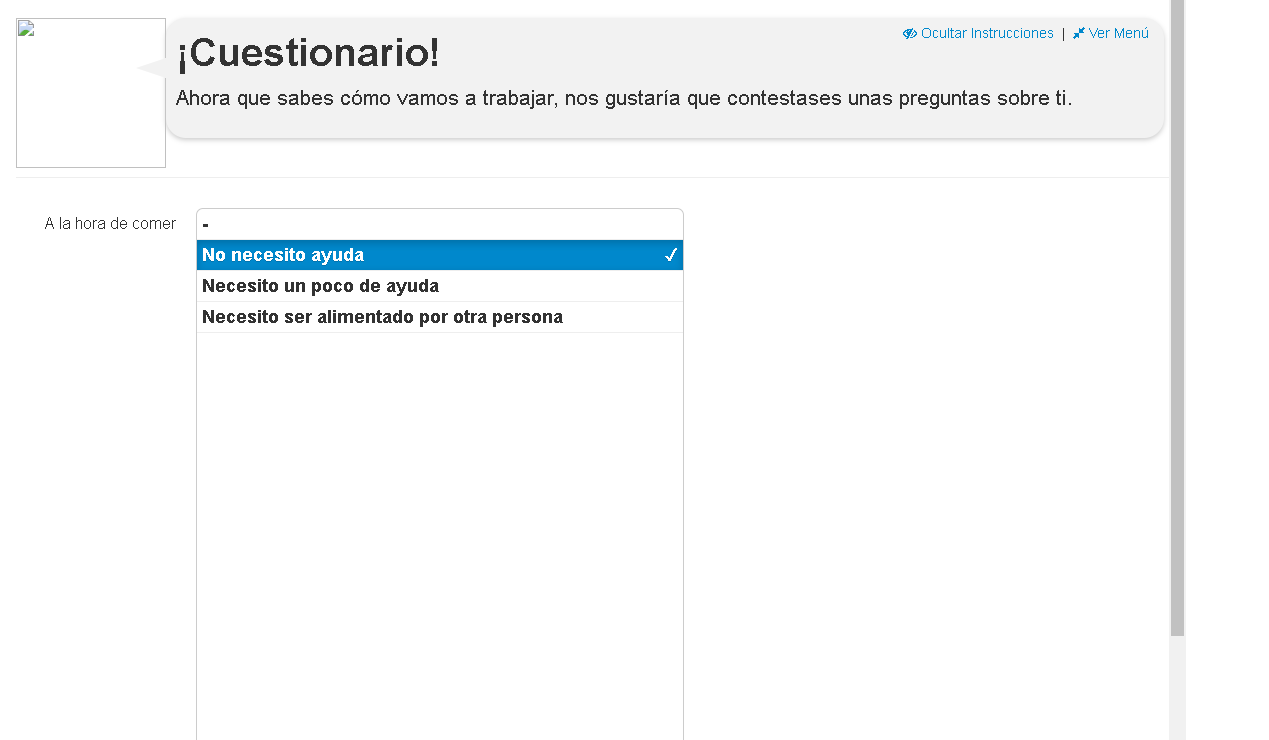 Ocultar Instrucciones | Ver Menú
¡Cuestionario!
Ahora que sabes cómo vamos a trabajar, nos gustaría que contestases unas preguntas sobre ti.
A la hora de comer
-
No necesito ayuda
Necesito un poco de ayuda
Necesito ser alimentado por otra persona